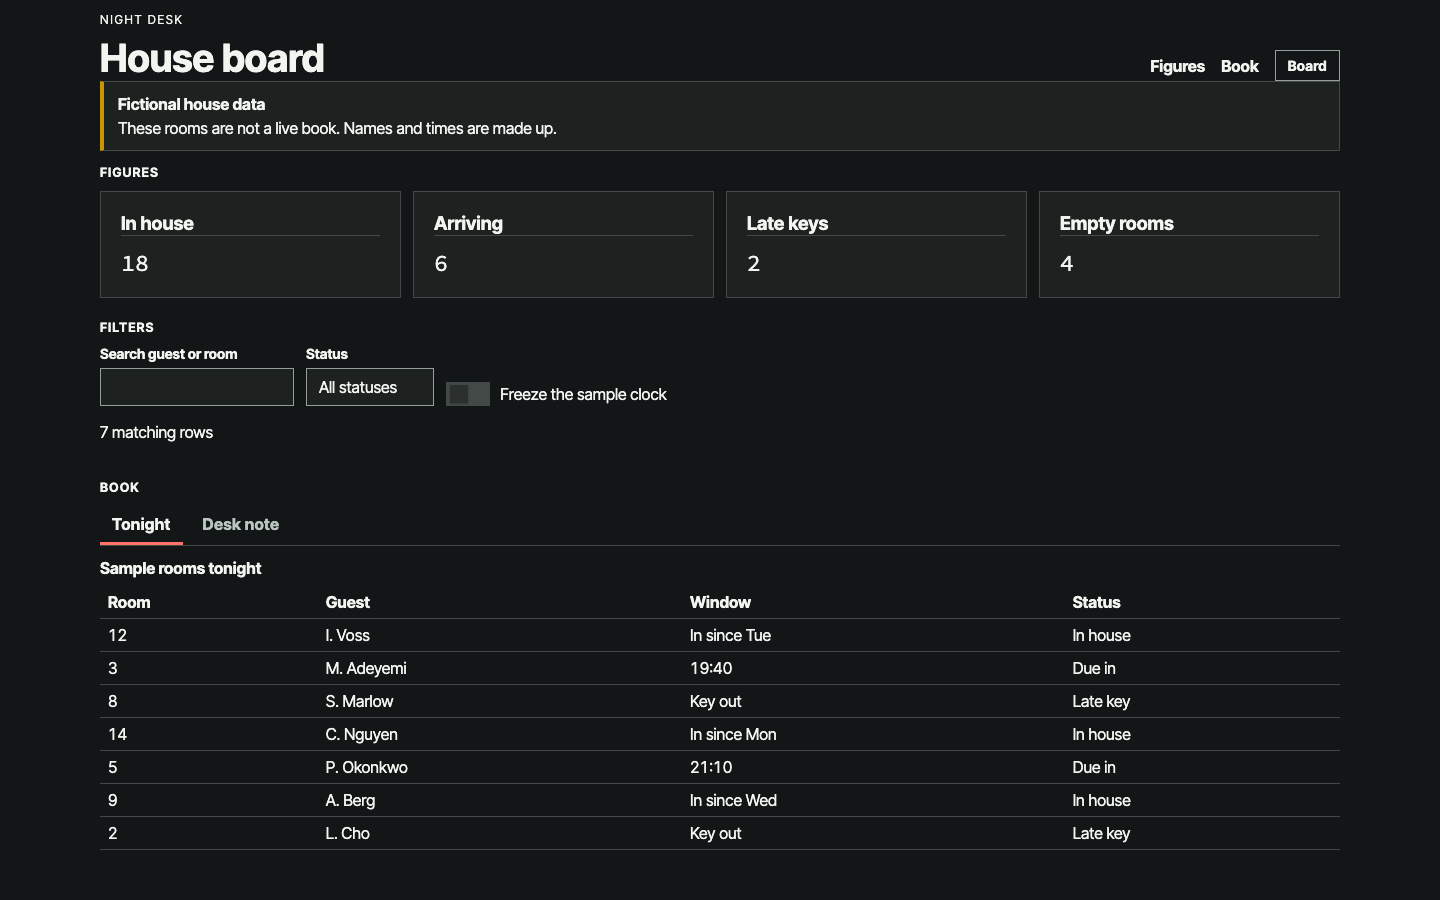 NIGHT DESK
House board
Figures Book Board
Fictional house data
These rooms are not a live book. Names and times are made up.
FIGURES
In house
18
Arriving
6
Late keys
2
Empty rooms
4
FILTERS
Search guest or room
Status
All statuses
Freeze the sample clock
7 matching rows
BOOK
Tonight Desk note
Sample rooms tonight
Room Guest Window Status
12 I. Voss In since Tue In house
3 M. Adeyemi 19:40 Due in
8 S. Marlow Key out Late key
14 C. Nguyen In since Mon In house
5 P. Okonkwo 21:10 Due in
9 A. Berg In since Wed In house
2 L. Cho Key out Late key